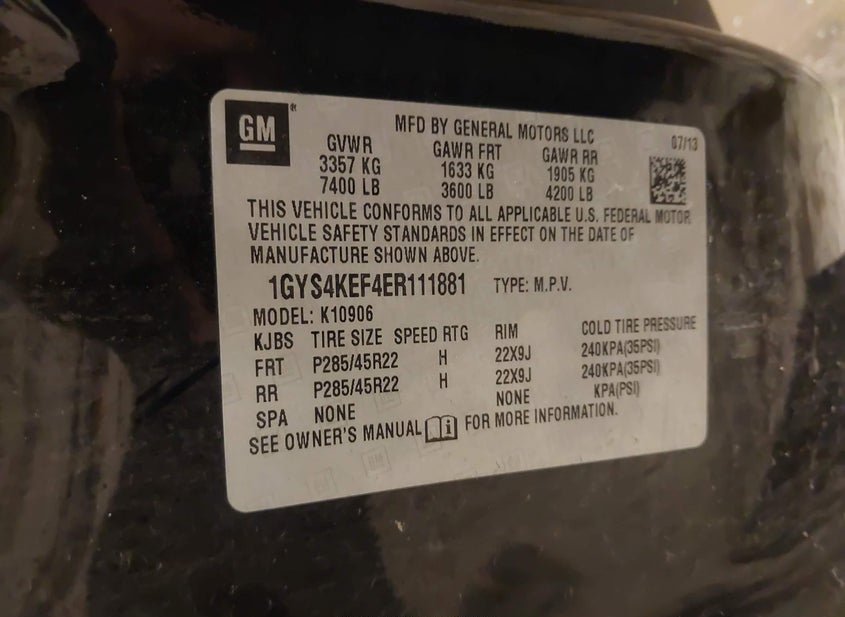 GM
MFD BY GENERAL MOTORS LLC 07/13
GVWR GAWR FRT GAWR RR
3357 KG 1633 KG 1905 KG
7400 LB 3600 LB 4200 LB
THIS VEHICLE CONFORMS TO ALL APPLICABLE U.S. FEDERAL MOTOR
VEHICLE SAFETY STANDARDS IN EFFECT ON THE DATE OF
MANUFACTURE SHOWN ABOVE.
1GYS4KEF4ER111881 TYPE: M.P.V.
MODEL: K10906
KJBS TIRE SIZE SPEED RTG RIM COLD TIRE PRESSURE
FRT P285/45R22 H 22X9J 240KPA(35PSI)
RR P285/45R22 H 22X9J 240KPA(35PSI)
SPA NONE NONE KPA(PSI)
SEE OWNER'S MANUAL i FOR MORE INFORMATION.